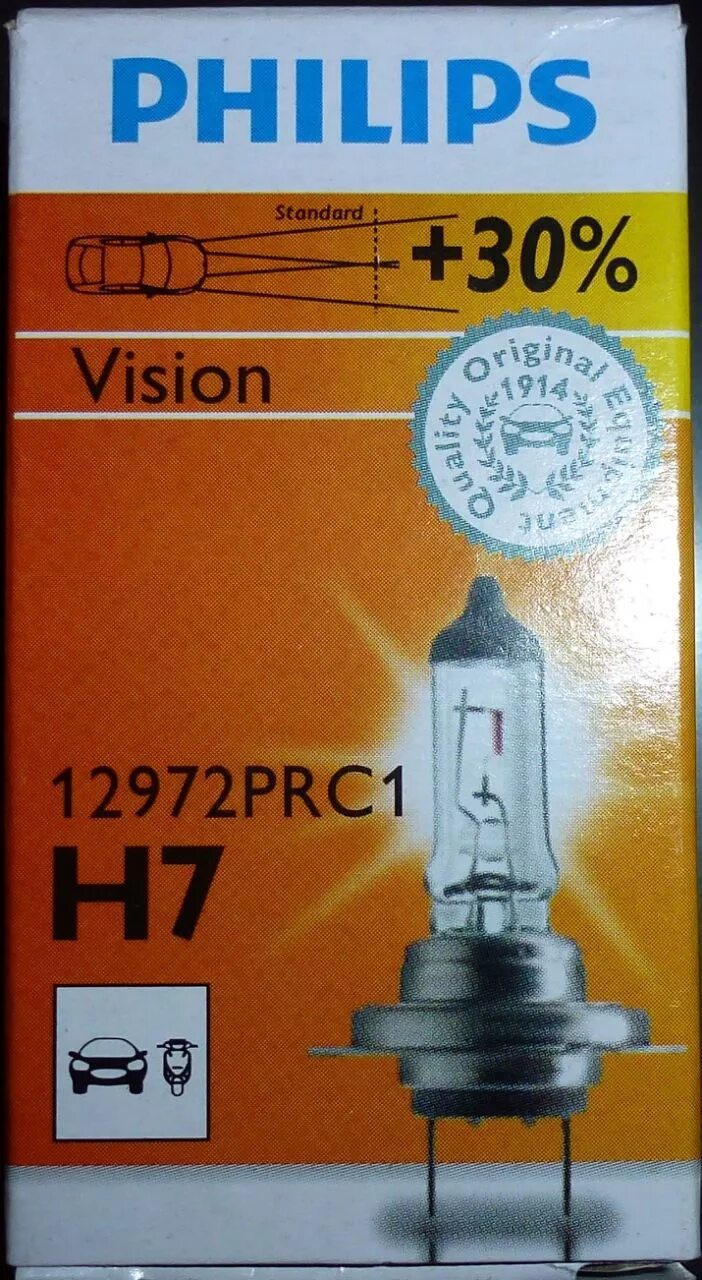 PHILIPS
Standard
+30%
Vision
Quality Original Equipment
1914
12972PRC1
H7